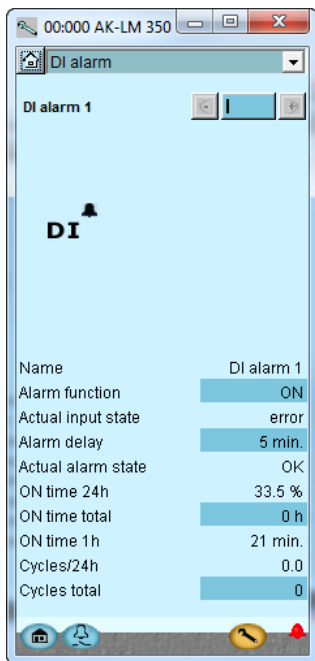 00:000 AK-LM 350
DI alarm
DI alarm 1
DI
Name DI alarm 1
Alarm function ON
Actual input state error
Alarm delay 5 min.
Actual alarm state OK
ON time 24h 33.5 %
ON time total 0 h
ON time 1h 21 min.
Cycles/24h 0.0
Cycles total 0